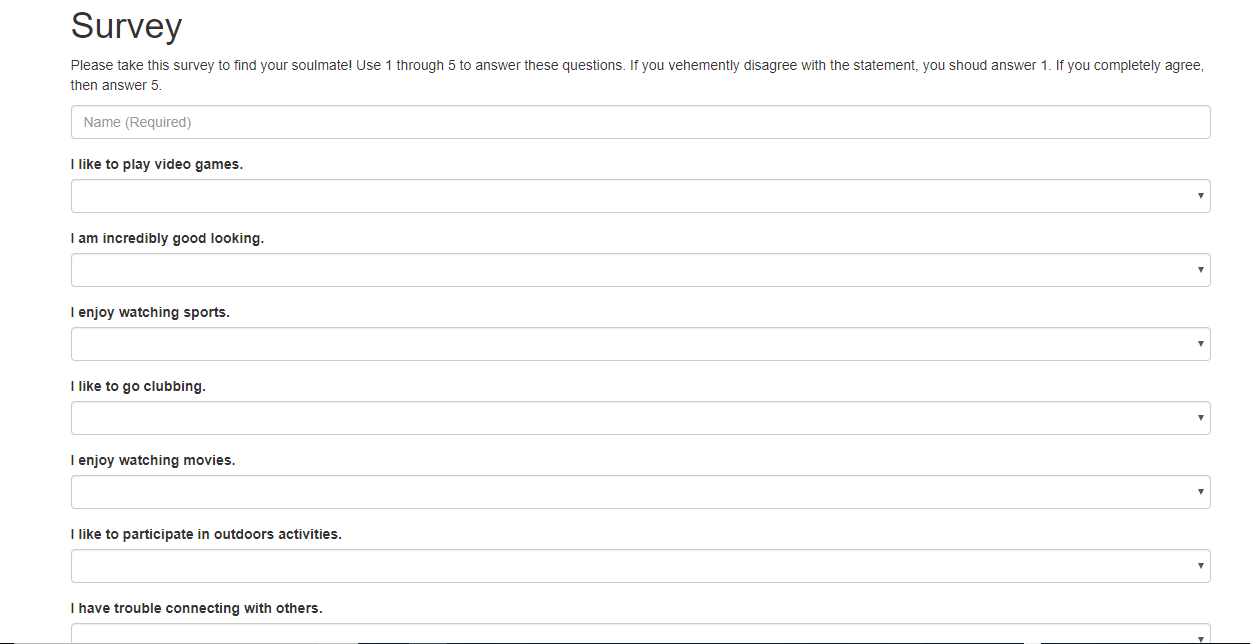 Survey
Please take this survey to find your soulmate! Use 1 through 5 to answer these questions. If you vehemently disagree with the statement, you shoud answer 1. If you completely agree,
then answer 5.
Name (Required)
I like to play video games.
I am incredibly good looking.
I enjoy watching sports.
I like to go clubbing.
I enjoy watching movies.
I like to participate in outdoors activities.
I have trouble connecting with others.